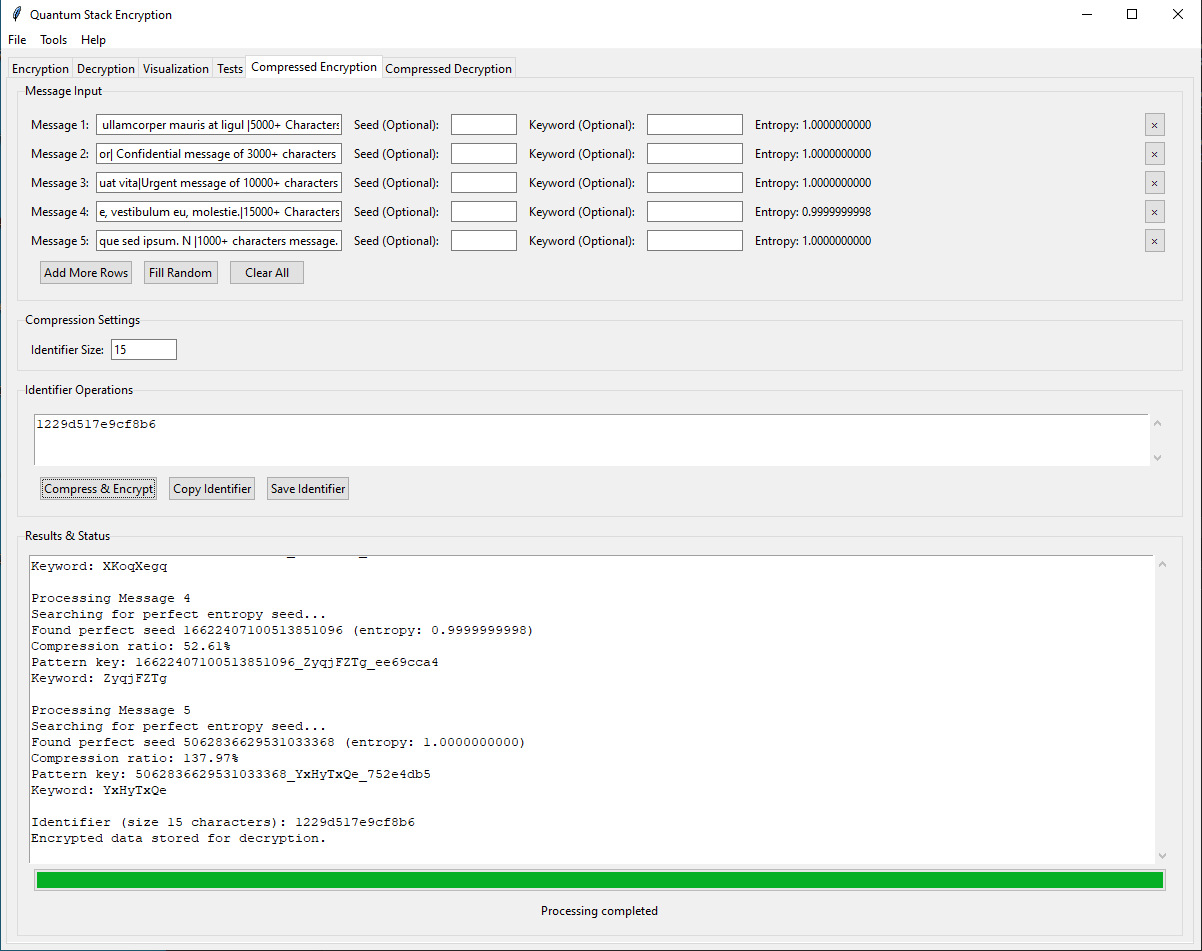 Quantum Stack Encryption
File Tools Help
Encryption Decryption Visualization Tests Compressed Encryption Compressed Decryption
Message Input
Message 1: ullamcorper mauris at ligul |5000+ Characters Seed (Optional): Keyword (Optional): Entropy: 1.0000000000 ×
Message 2: or| Confidential message of 3000+ characters Seed (Optional): Keyword (Optional): Entropy: 1.0000000000 ×
Message 3: uat vita|Urgent message of 10000+ characters Seed (Optional): Keyword (Optional): Entropy: 1.0000000000 ×
Message 4: e, vestibulum eu, molestie.|15000+ Characters Seed (Optional): Keyword (Optional): Entropy: 0.9999999998 ×
Message 5: que sed ipsum. N |1000+ characters message. Seed (Optional): Keyword (Optional): Entropy: 1.0000000000 ×
Add More Rows Fill Random Clear All
Compression Settings
Identifier Size: 15
Identifier Operations
1229d517e9cf8b6
Compress & Encrypt Copy Identifier Save Identifier
Results & Status
Keyword: XKoqXegq
Processing Message 4
Searching for perfect entropy seed...
Found perfect seed 16622407100513851096 (entropy: 0.9999999998)
Compression ratio: 52.61%
Pattern key: 16622407100513851096_ZyqjFZTg_ee69cca4
Keyword: ZyqjFZTg
Processing Message 5
Searching for perfect entropy seed...
Found perfect seed 5062836629531033368 (entropy: 1.0000000000)
Compression ratio: 137.97%
Pattern key: 5062836629531033368_YxHyTxQe_752e4db5
Keyword: YxHyTxQe
Identifier (size 15 characters): 1229d517e9cf8b6
Encrypted data stored for decryption.
Processing completed